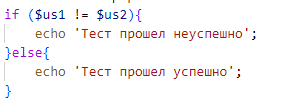 if ($us1 != $us2){
    echo 'Тест прошел неуспешно';
}else{
    echo 'Тест прошел успешно';
}